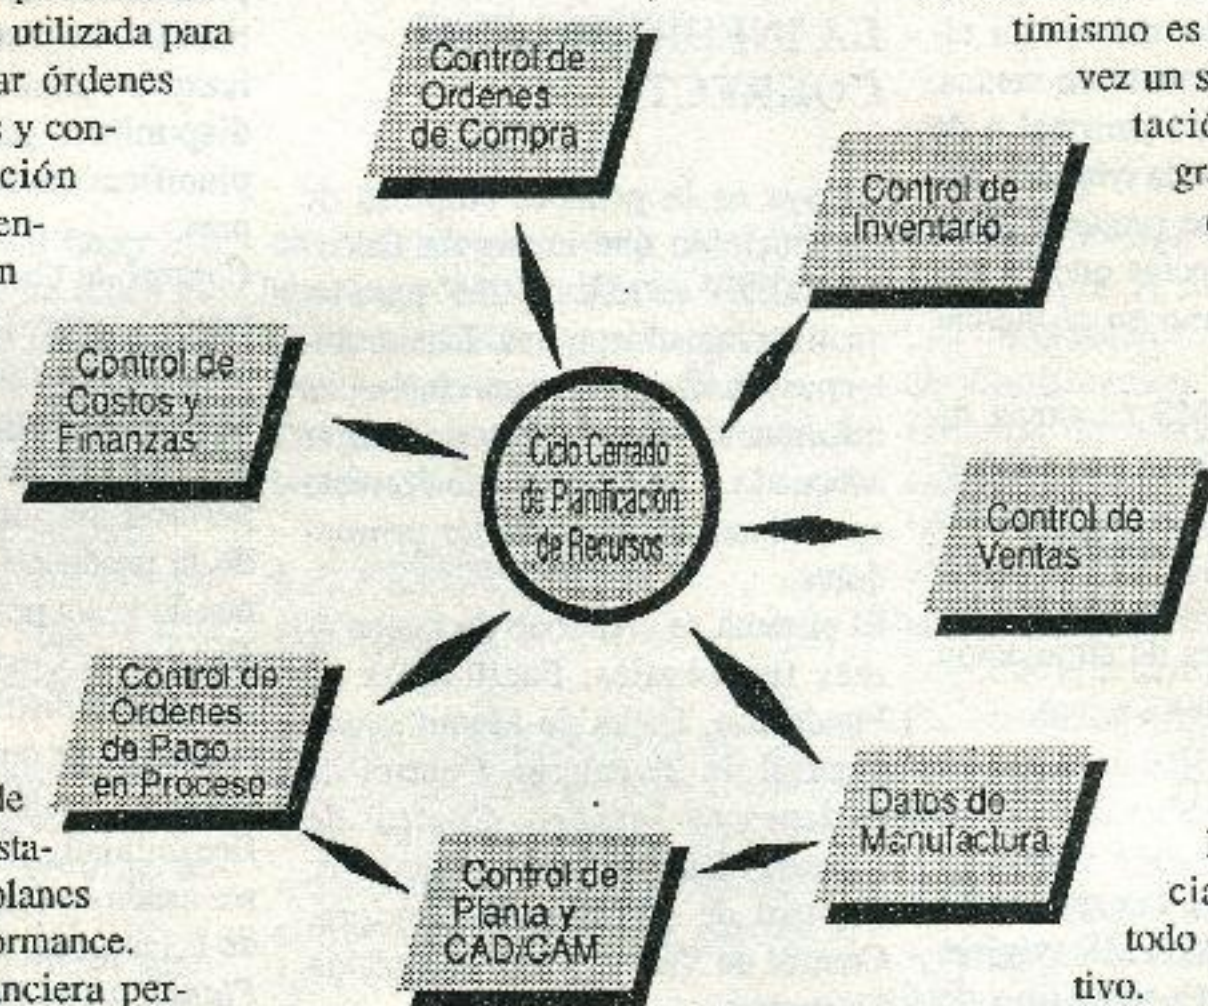 utilizada para
ar órdenes
s y con-
ción
en-
n
Control de
Ordenes
de Compra
timismo es
vez un s
tació
gr
Control de
Inventario
Control de
Costos y
Finanzas
Ciclo Cerrado
de Planificación
de Recursos
Control de
Ventas
Control de
Ordenes
de Pago
en Proceso
Datos de
Manufactura
Control de
Planta y
CAD/CAM
de
sta-
planes
formance.
anciera per-
cia
todo
tivo.